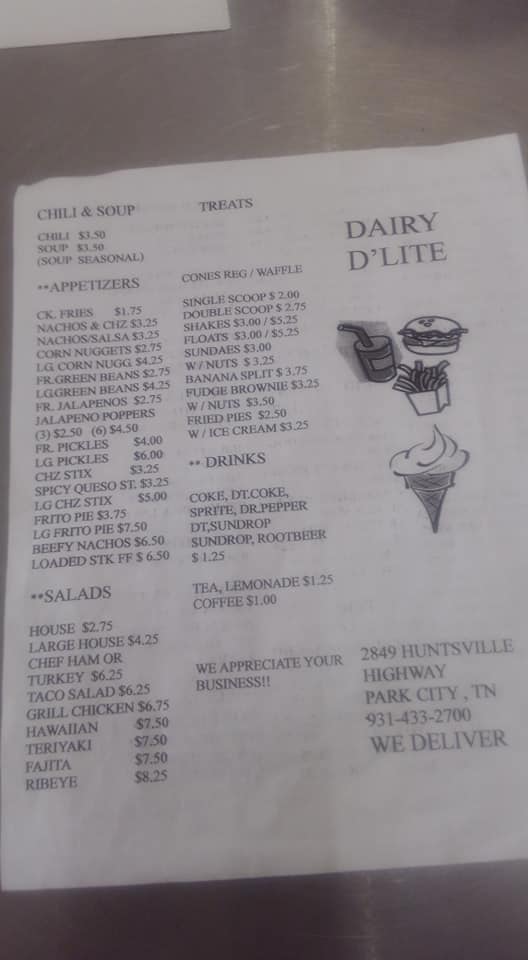 CHILI & SOUP
CHILI $3.50
SOUP $3.50
(SOUP SEASONAL)
**APPETIZERS
CK. FRIES $1.75
NACHOS & CHZ $3.25
NACHOS/SALSA $3.25
CORN NUGGETS $2.75
LG CORN NUGG. $4.25
FR.GREEN BEANS $2.75
LG.GREEN BEANS $4.25
FR. JALAPENOS $2.75
JALAPENO POPPERS
(3) $2.50 (6) $4.50
FR. PICKLES $4.00
LG PICKLES $6.00
CHZ STIX $3.25
SPICY QUESO ST. $3.25
LG CHZ STIX $5.00
FRITO PIE $3.75
LG FRITO PIE $7.50
BEEFY NACHOS $6.50
LOADED STK FF $ 6.50
**SALADS
HOUSE $2.75
LARGE HOUSE $4.25
CHEF HAM OR
TURKEY $6.25
TACO SALAD $6.25
GRILL CHICKEN $6.75
HAWAIIAN $7.50
TERIYAKI $7.50
FAJITA $7.50
RIBEYE $8.25
TREATS
CONES REG / WAFFLE
SINGLE SCOOP $ 2.00
DOUBLE SCOOP $ 2.75
SHAKES $3.00 / $5.25
FLOATS $3.00 / $5.25
SUNDAES $3.00
W / NUTS $ 3.25
BANANA SPLIT $ 3.75
FUDGE BROWNIE $3.25
W / NUTS $3.50
FRIED PIES $2.50
W / ICE CREAM $3.25
** DRINKS
COKE, DT.COKE,
SPRITE, DR.PEPPER
DT,SUNDROP
SUNDROP, ROOTBEER
$ 1.25
TEA, LEMONADE $1.25
COFFEE $1.00
WE APPRECIATE YOUR
BUSINESS!!
DAIRY
D'LITE
2849 HUNTSVILLE
HIGHWAY
PARK CITY , TN
931-433-2700
WE DELIVER